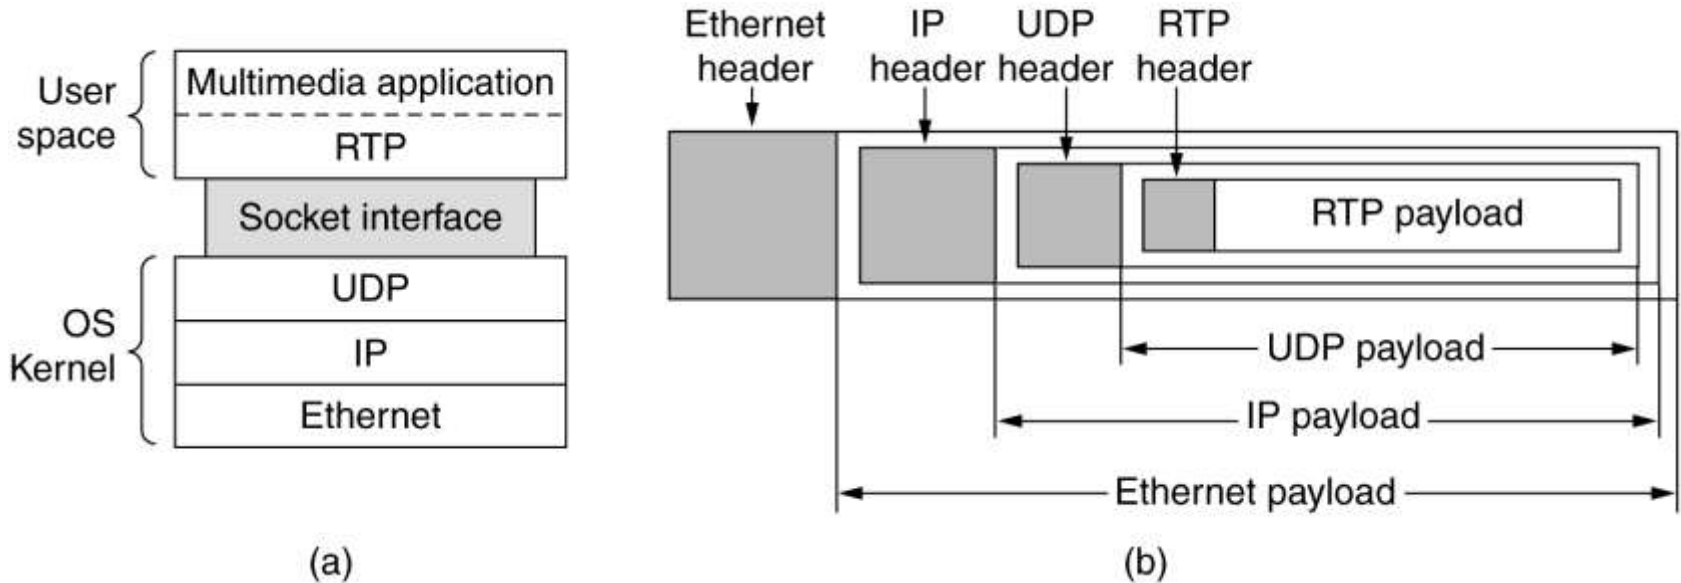 User
space
Multimedia application
RTP
Socket interface
OS
Kernel
UDP
IP
Ethernet
(a)
Ethernet
header
IP
header
UDP
header
RTP
header
RTP payload
UDP payload
IP payload
Ethernet payload
(b)